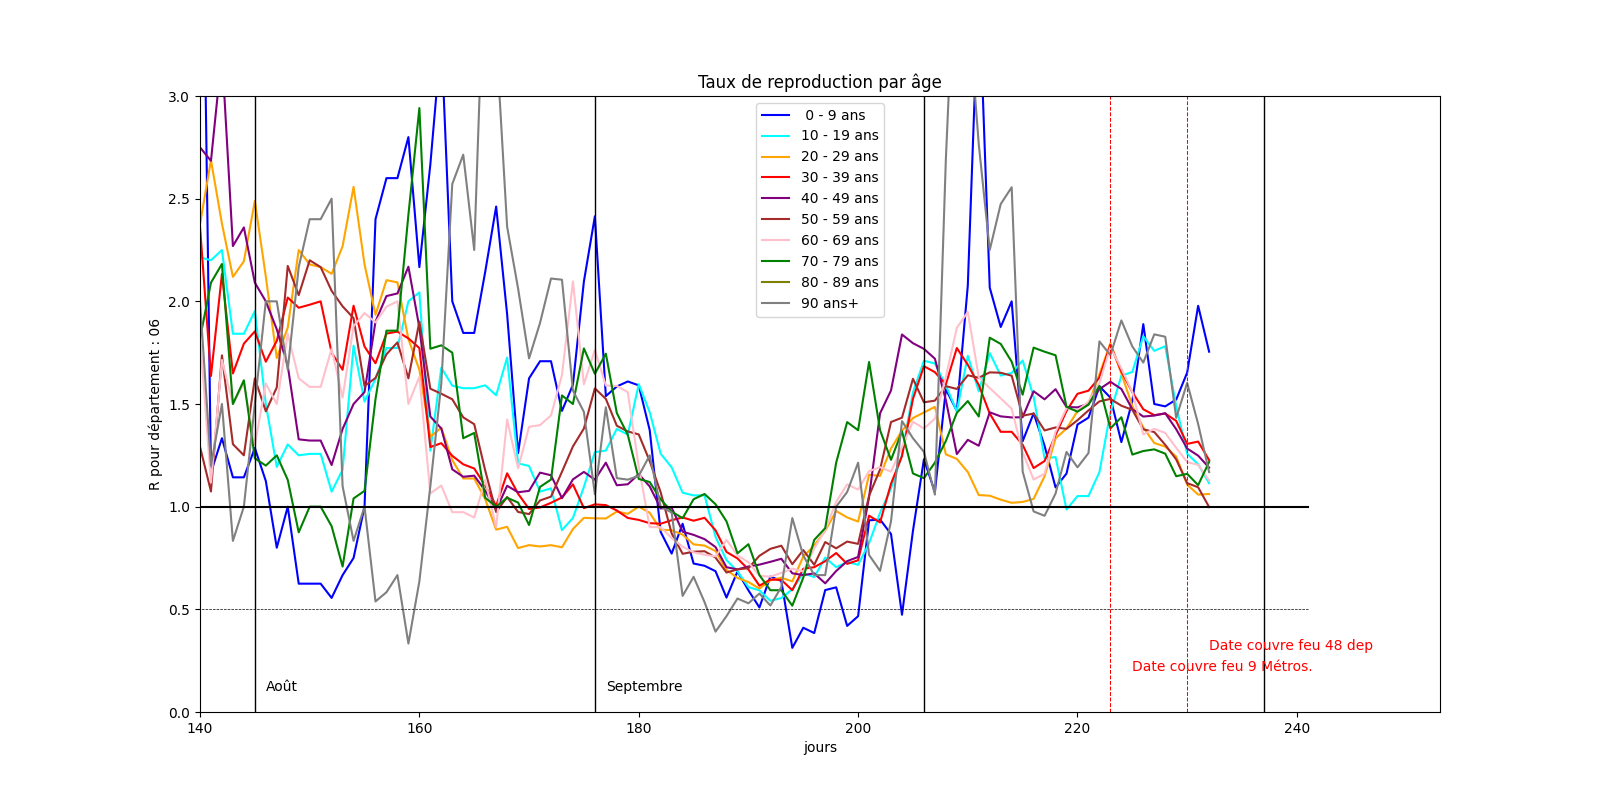 Taux de reproduction par âge
R pour département : 06
3.0
2.5
2.0
1.5
1.0
0.5
0.0
0 - 9 ans
10 - 19 ans
20 - 29 ans
30 - 39 ans
40 - 49 ans
50 - 59 ans
60 - 69 ans
70 - 79 ans
80 - 89 ans
90 ans+
Date couvre feu 48 dep
Date couvre feu 9 Métros.
Août
Septembre
140
160
180
200
220
240
jours